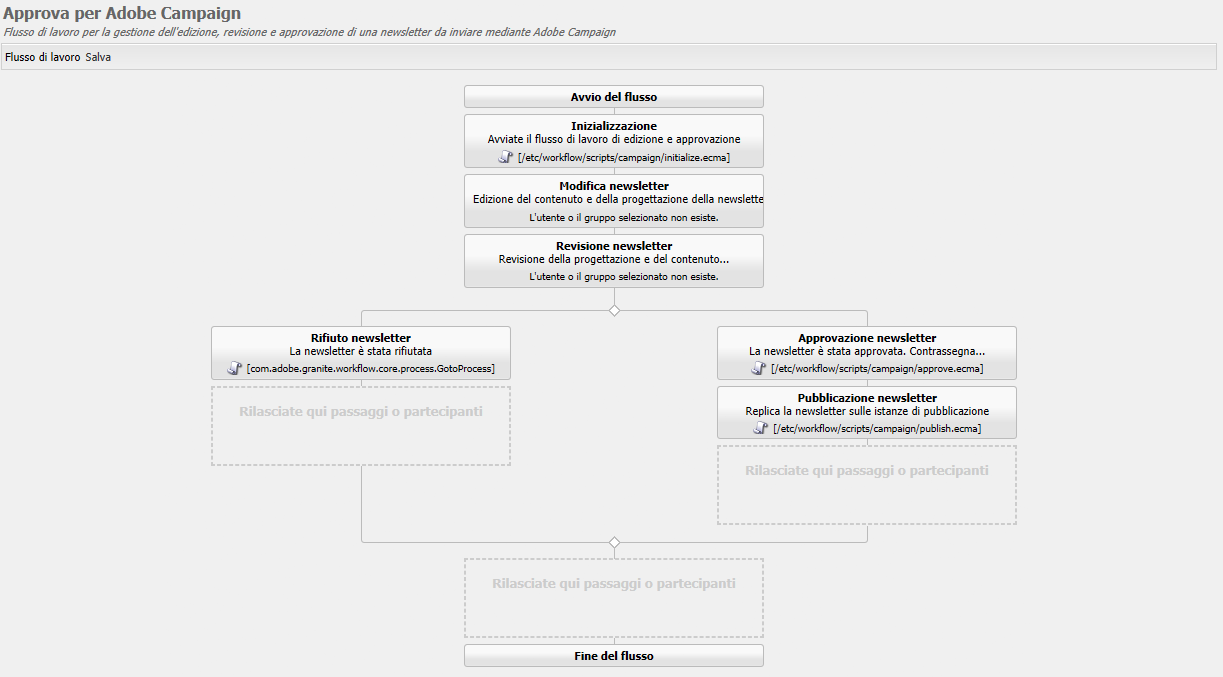 Approva per Adobe Campaign
Flusso di lavoro per la gestione dell'edizione, revisione e approvazione di una newsletter da inviare mediante Adobe Campaign
Flusso di lavoro Salva
Avvio del flusso
Inizializzazione
Avviate il flusso di lavoro di edizione e approvazione
[/etc/workflow/scripts/campaign/initialize.ecma]
Modifica newsletter
Edizione del contenuto e della progettazione della newslette
L'utente o il gruppo selezionato non esiste.
Revisione newsletter
Revisione della progettazione e del contenuto...
L'utente o il gruppo selezionato non esiste.
Rifiuto newsletter
La newsletter è stata rifiutata
[com.adobe.granite.workflow.core.process.GotoProcess]
Rilasciate qui passaggi o partecipanti
Approvazione newsletter
La newsletter è stata approvata. Contrassegna...
[/etc/workflow/scripts/campaign/approve.ecma]
Pubblicazione newsletter
Replica la newsletter sulle istanze di pubblicazione
[/etc/workflow/scripts/campaign/publish.ecma]
Rilasciate qui passaggi o partecipanti
Rilasciate qui passaggi o partecipanti
Fine del flusso